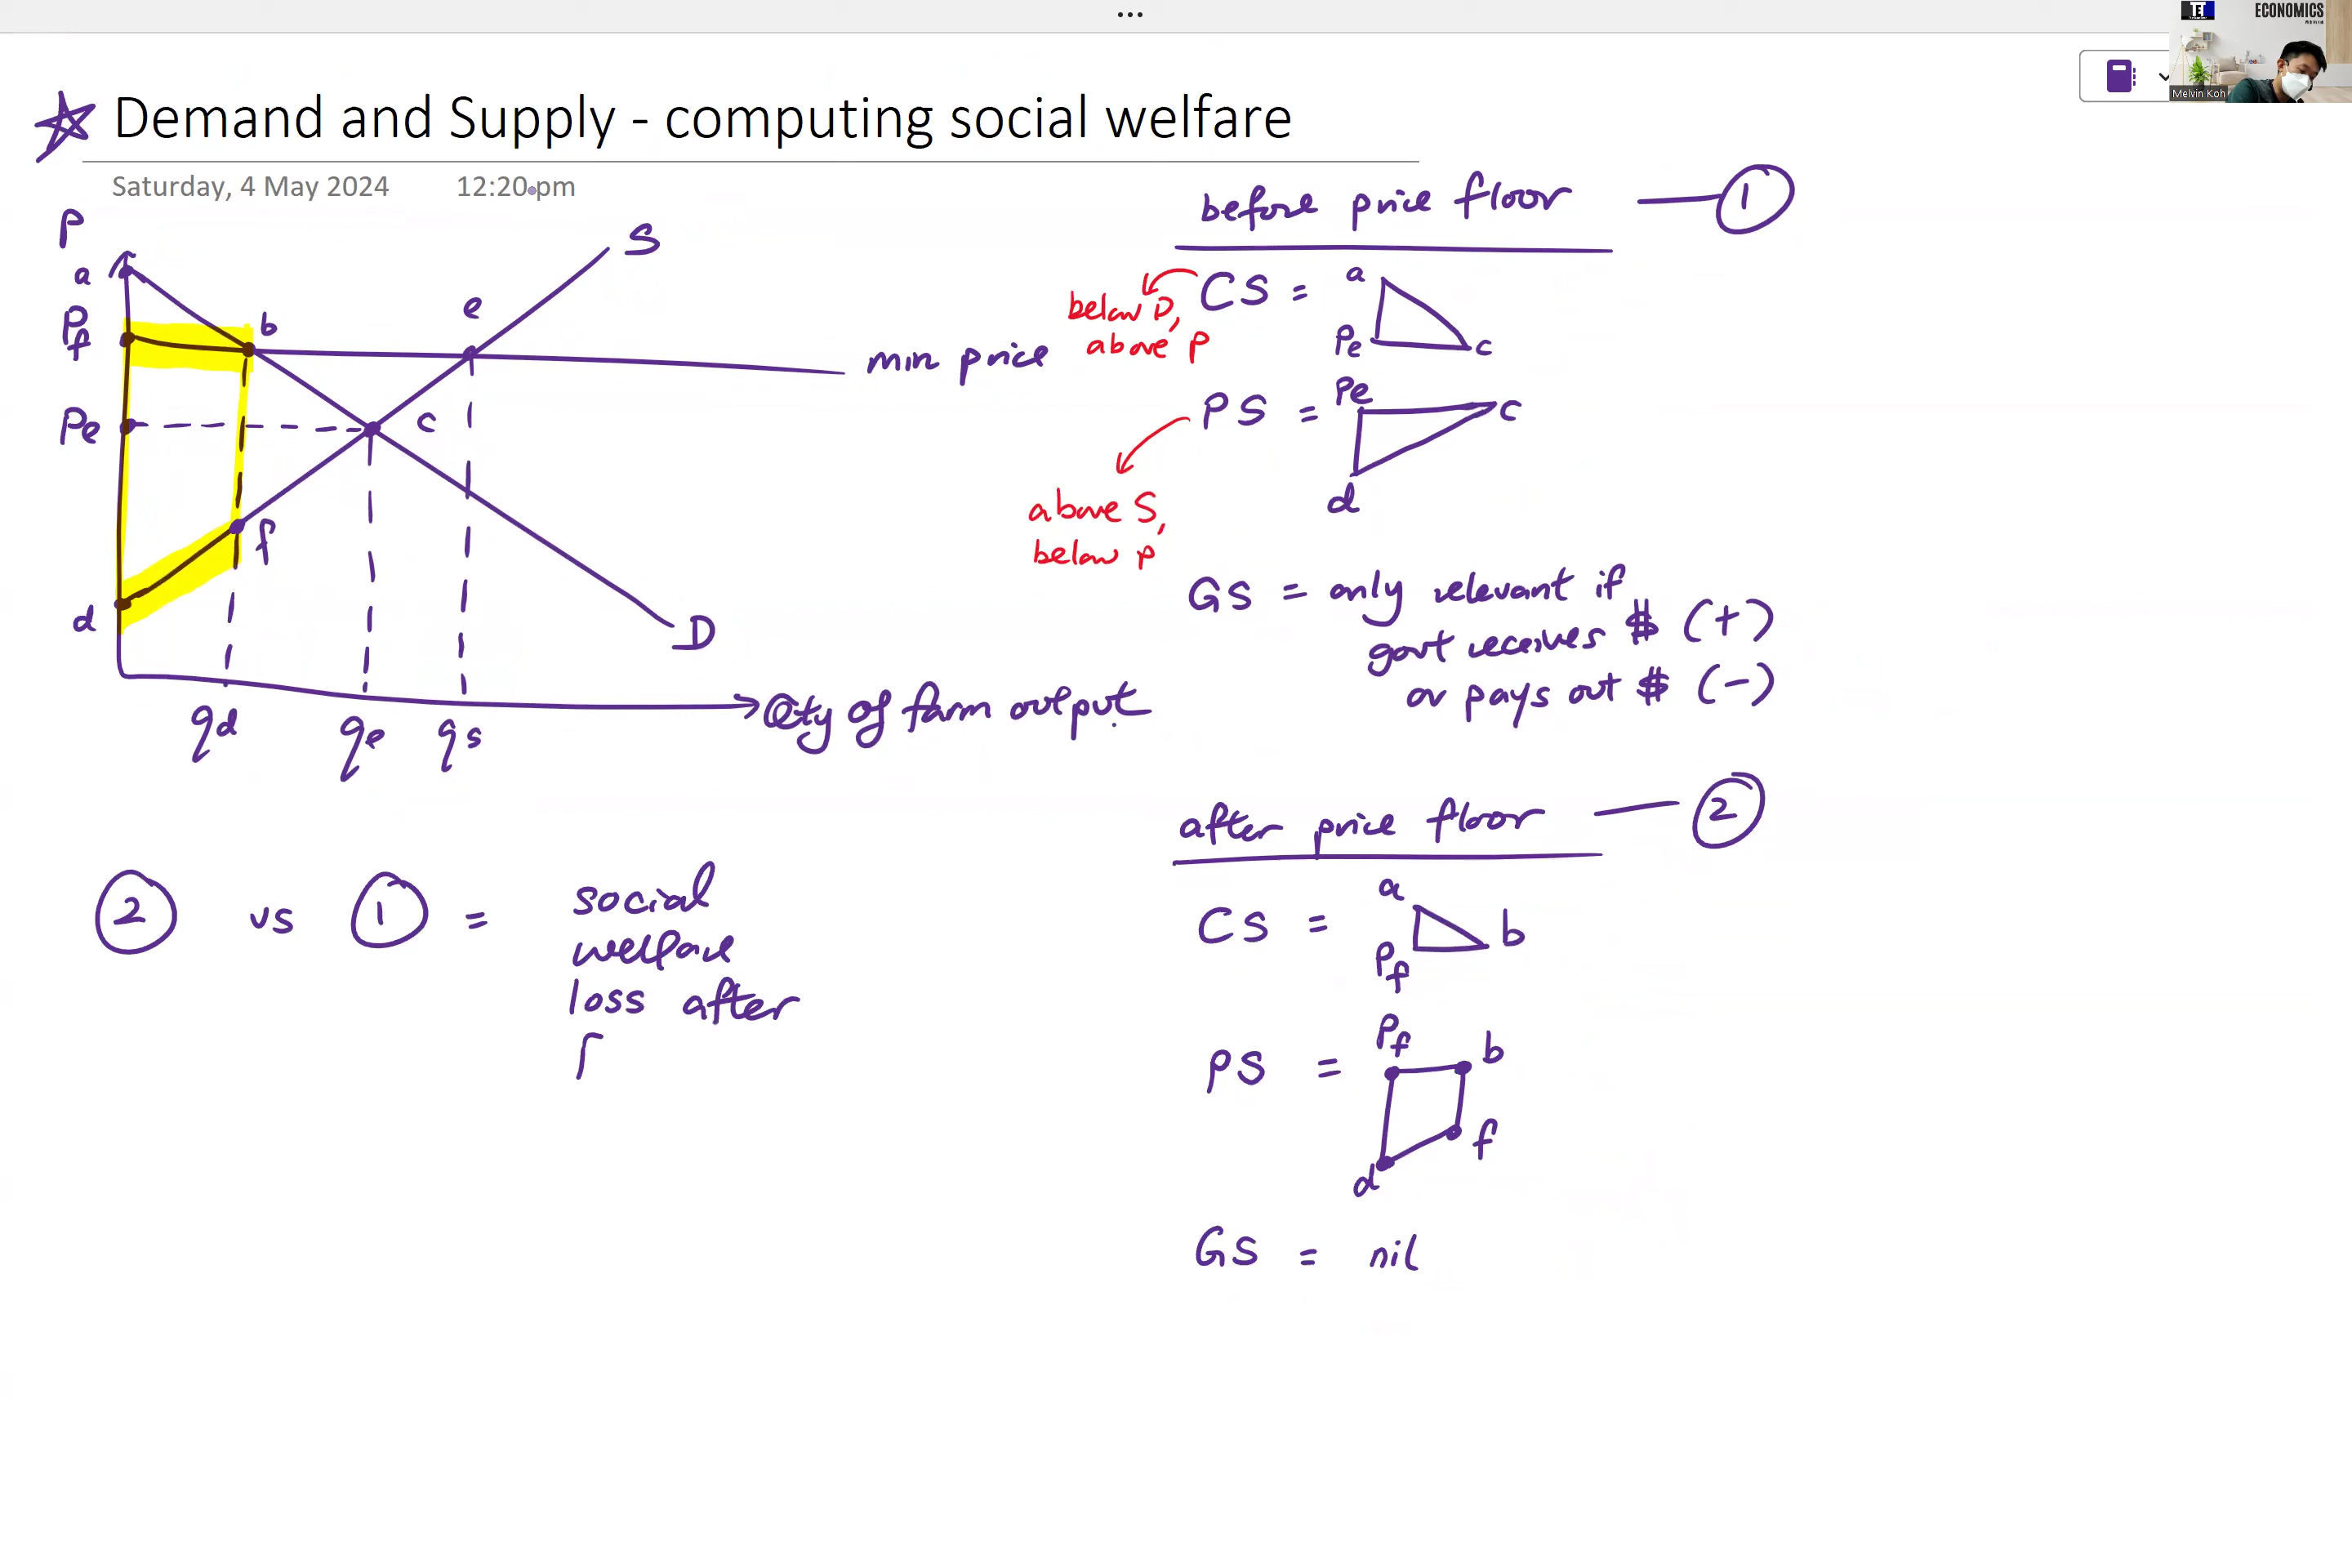 Demand and Supply - computing social welfare
Saturday, 4 May 2024 12:20 pm
P
a
Pf
Pe
d
b
e
c
f
S
D
min price
qd qe qs
Qty of farm output
2 vs 1 =
social
welfare
loss after
before price floor 1
CS =
a
Pe c
below D,
above P
PS =
Pe c
d
above S,
below P
GS = only relevant if
govt receives $ (+)
or pays out $ (-)
after price floor 2
CS =
a
Pf b
PS =
Pf b
f
d
GS = nil
TET
ECONOMICS
Melvin Koh